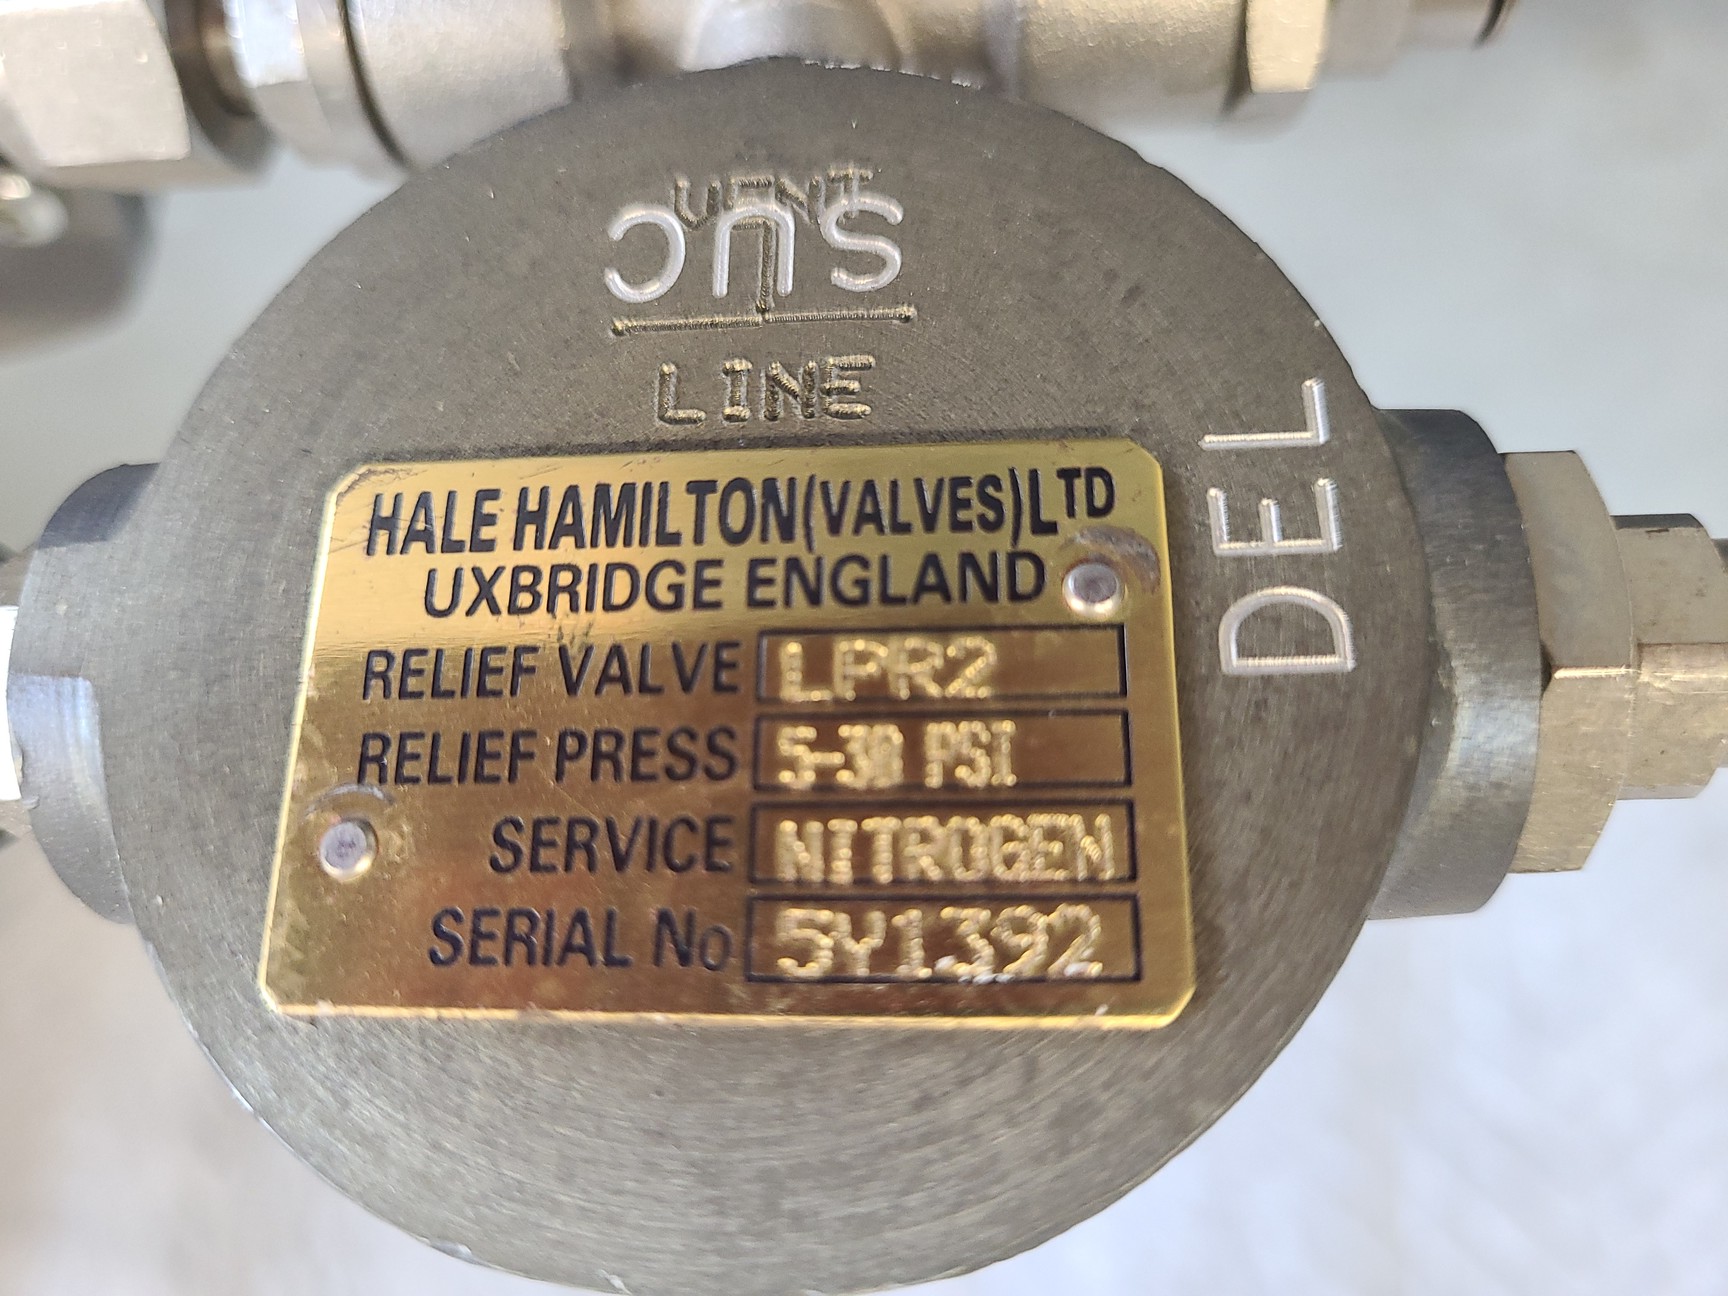 VENT
SUC
LINE
DEL
HALE HAMILTON(VALVES)LTD
UXBRIDGE ENGLAND
RELIEF VALVE LPR2
RELIEF PRESS 5-30 PSI
SERVICE NITROGEN
SERIAL No 5Y1392